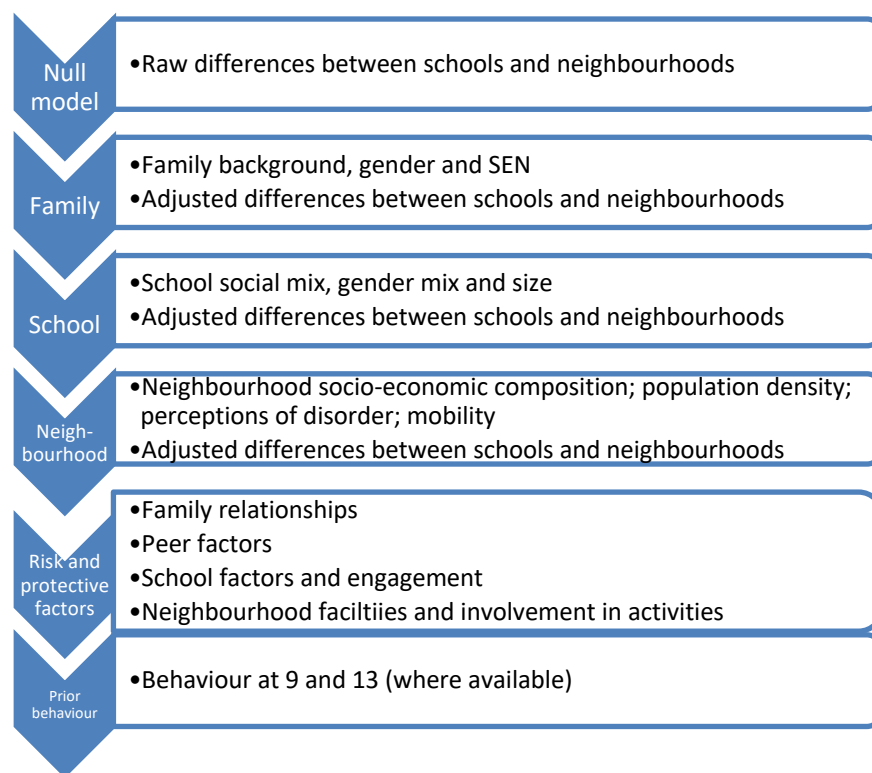 Null
model
•Raw differences between schools and neighbourhoods
Family
•Family background, gender and SEN
•Adjusted differences between schools and neighbourhoods
School
•School social mix, gender mix and size
•Adjusted differences between schools and neighbourhoods
Neigh-
bourhood
•Neighbourhood socio-economic composition; population density;
perceptions of disorder; mobility
•Adjusted differences between schools and neighbourhoods
Risk and
protective
factors
•Family relationships
•Peer factors
•School factors and engagement
•Neighbourhood faciltiies and involvement in activities
Prior
behaviour
•Behaviour at 9 and 13 (where available)